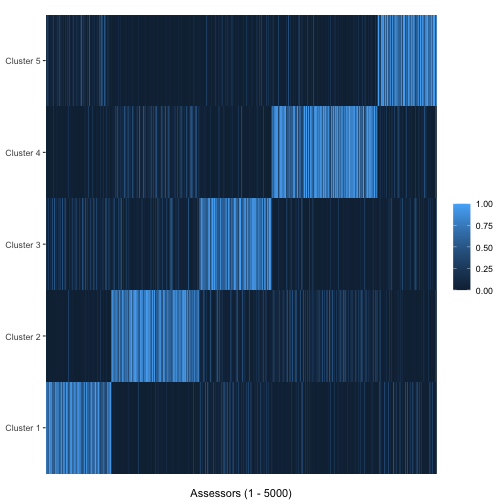 Cluster 5
Cluster 4
Cluster 3
Cluster 2
Cluster 1
1.00
0.75
0.50
0.25
0.00
Assessors (1 - 5000)